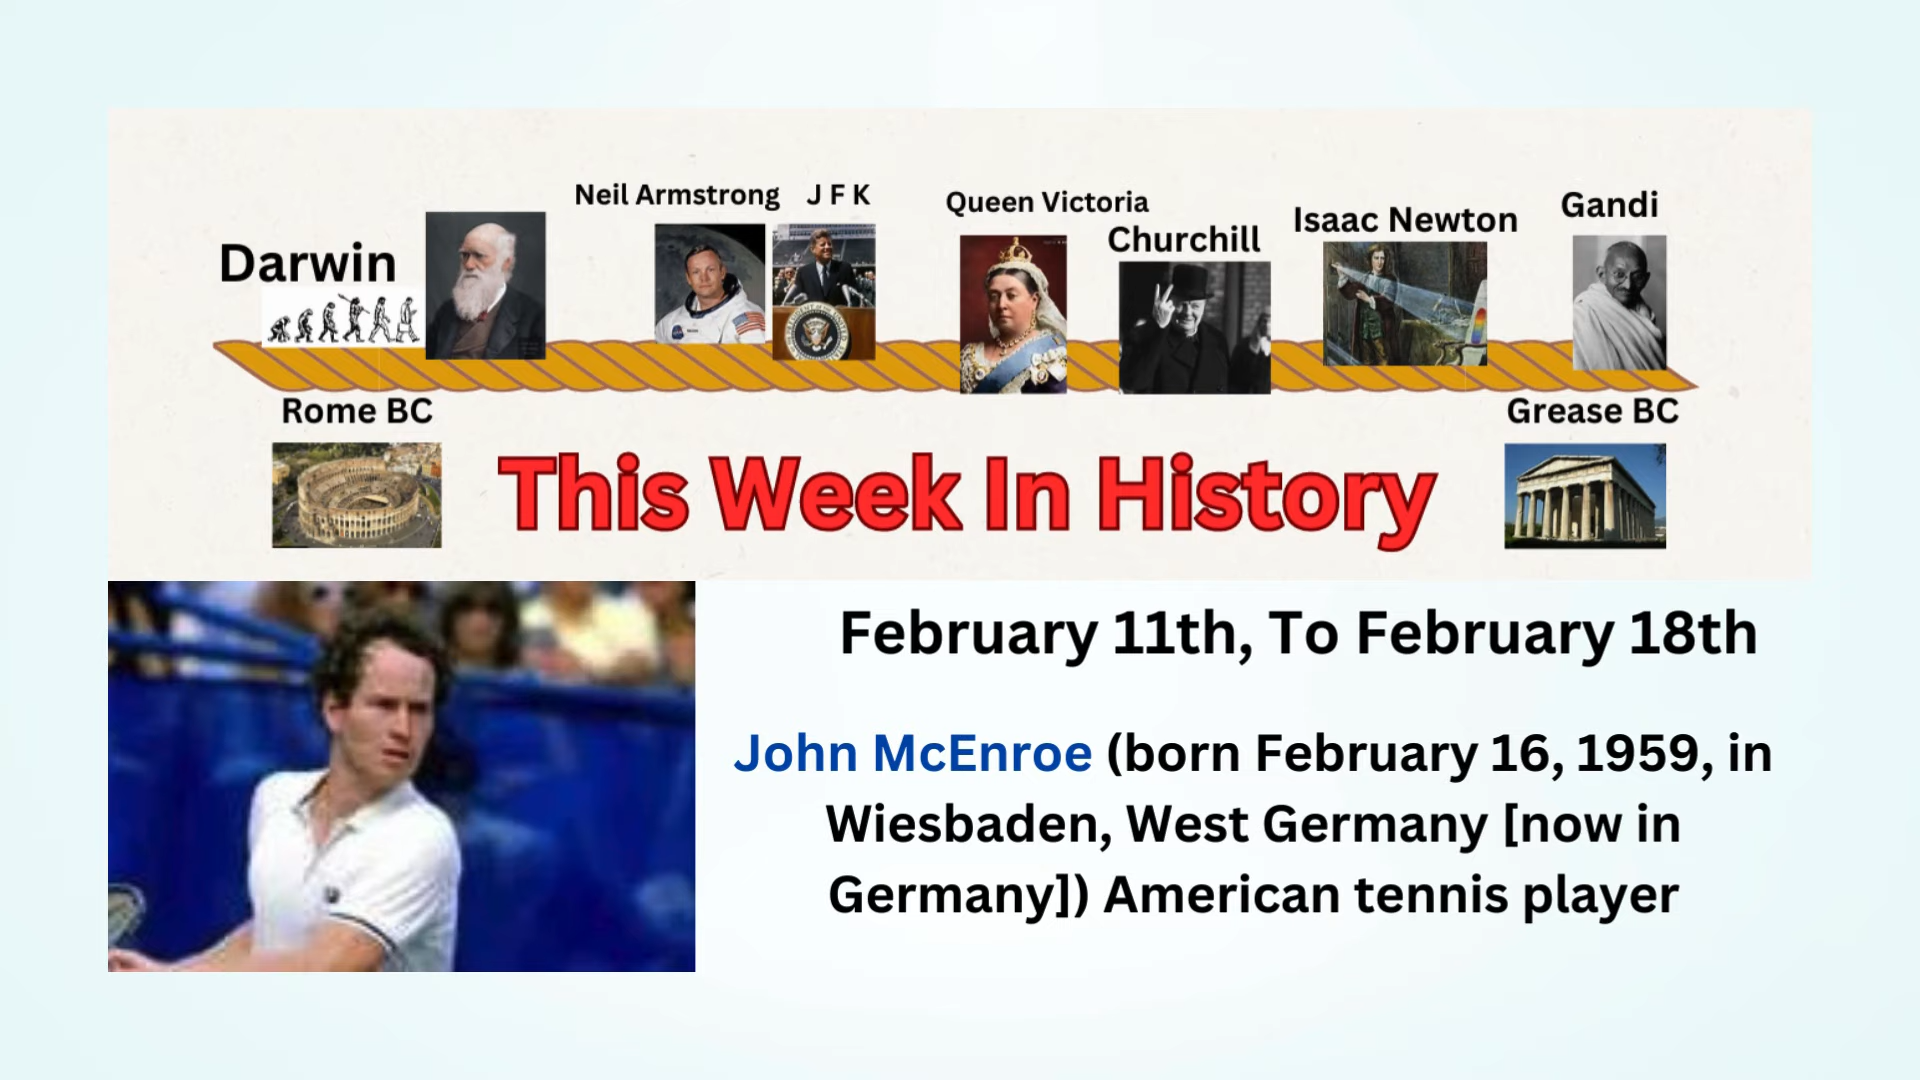 Neil Armstrong J F K
Queen Victoria
Gandi
Isaac Newton
Churchill
Darwin
Rome BC
Grease BC
This Week In History
February 11th, To February 18th
John McEnroe (born February 16, 1959, in
Wiesbaden, West Germany [now in
Germany]) American tennis player